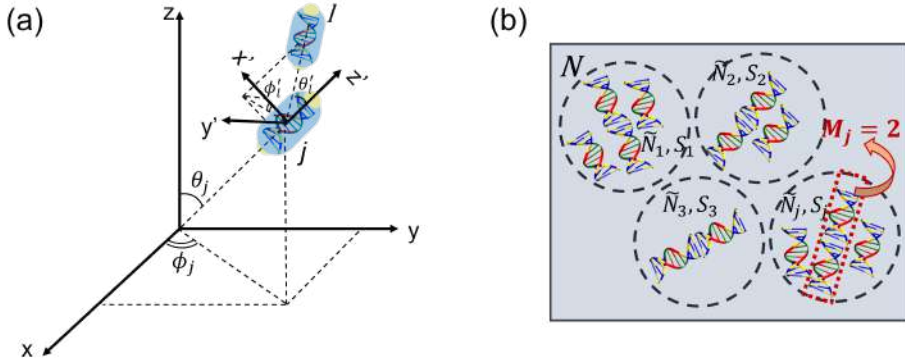 (a)
z
l
x'
ϕ'ₗ
θ'ₗ
z'
y'
j
θⱼ
y
ϕⱼ
x
(b)
N
Ñ₂, S₂
Ñ₁, S₁
Mⱼ = 2
Ñ₃, S₃
Ñⱼ, Sⱼ